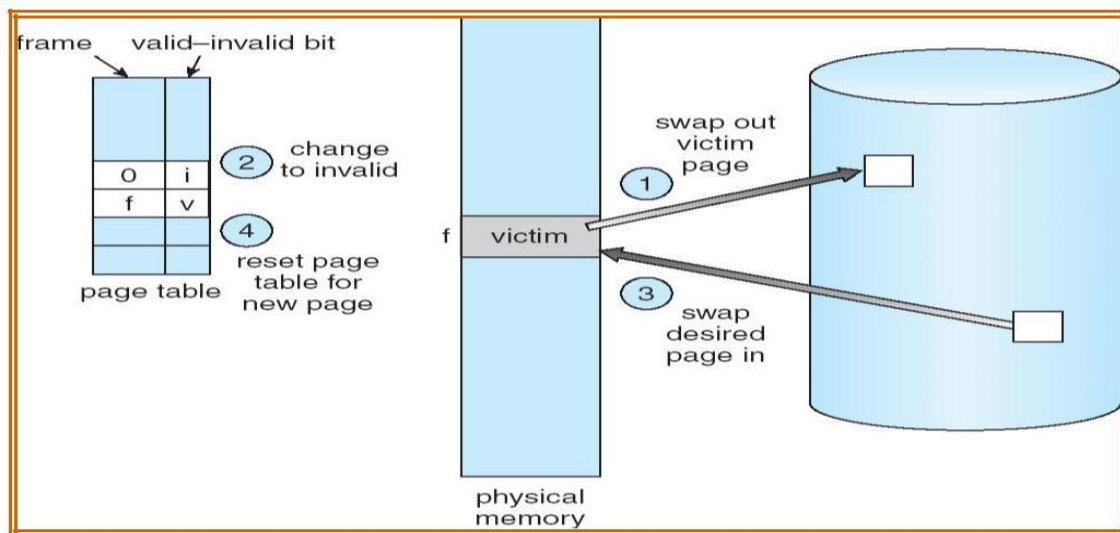 frame valid–invalid bit
0 i
f v
page table
2
change
to invalid
4
reset page
table for
new page
f victim
physical
memory
1
swap out
victim
page
3
swap
desired
page in